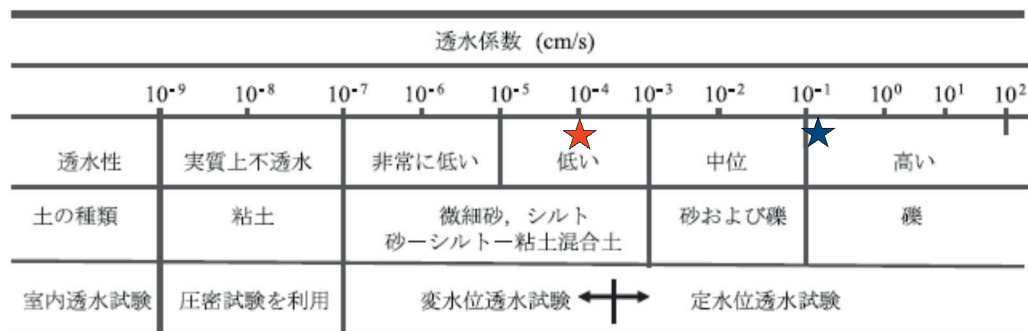 透水係数 (cm/s)
10⁻⁹ 10⁻⁸ 10⁻⁷ 10⁻⁶ 10⁻⁵ 10⁻⁴ 10⁻³ 10⁻² 10⁻¹ 10⁰ 10¹ 10²
透水性 実質上不透水 非常に低い 低い 中位 高い
土の種類 粘土 微細砂，シルト 砂および礫 礫
砂－シルト－粘土混合土
室内透水試験 圧密試験を利用 変水位透水試験 定水位透水試験